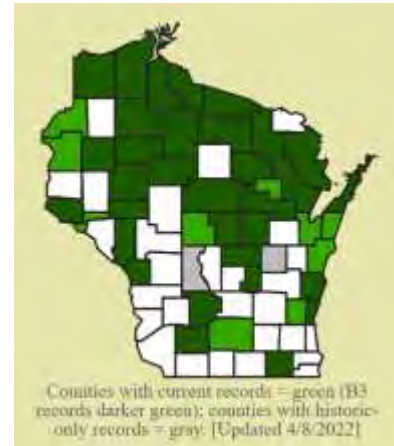 Counties with current records = green (B3
records darker green); counties with historic-
only records = gray. [Updated 4/8/2022]